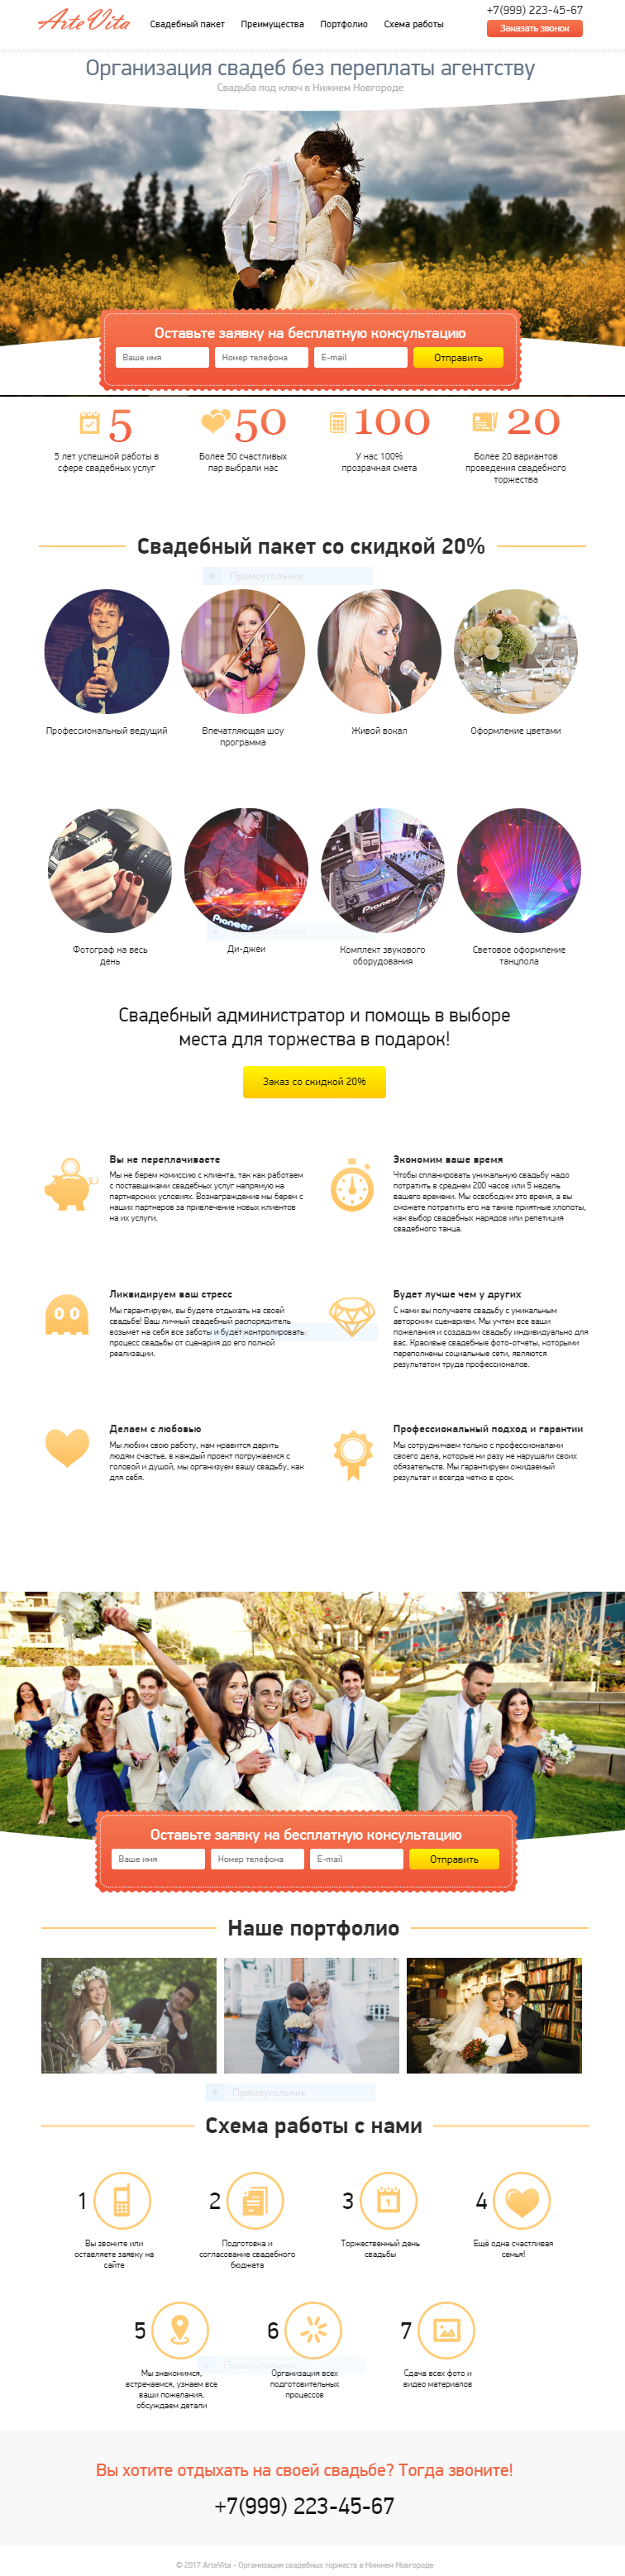 ArteVita
Свадебный пакет Преимущества Портфолио Схема работы
+7(999) 223-45-67
Заказать звонок
Организация свадеб без переплаты агентству
Свадьба под ключ в Нижнем Новгороде
Оставьте заявку на бесплатную консультацию
Ваше имя Номер телефона E-mail Отправить
5 50 100 20
5 лет успешной работы в
сфере свадебных услуг
Более 50 счастливых
пар выбрали нас
У нас 100%
прозрачная смета
Более 20 вариантов
проведения свадебного
торжества
Свадебный пакет со скидкой 20%
Прямоугольник
Профессиональный ведущий
Впечатляющая шоу
программа
Живой вокал
Оформление цветами
Pioneer
Pioneer
Фотограф на весь
день
Ди-джеи
Комплект звукового
оборудования
Световое оформление
танцпола
Свадебный администратор и помощь в выборе
места для торжества в подарок!
Заказ со скидкой 20%
Вы не переплачиваете
Мы не берем комиссию с клиента, так как работаем
с поставщиками свадебных услуг напрямую на
партнерских условиях. Вознаграждение мы берем с
наших партнеров за привлечение новых клиентов
на их услуги.
Экономим ваше время
Чтобы спланировать уникальную свадьбу надо
потратить в среднем 200 часов или 5 недель
вашего времени. Мы освободим это время, а вы
сможете потратить его на такие приятные хлопоты,
как выбор свадебных нарядов или репетиция
свадебного танца.
Ликвидируем ваш стресс
Мы гарантируем, вы будете отдыхать на своей
свадьбе! Ваш личный свадебный распорядитель
возьмет на себя все заботы и будет контролировать
процесс свадьбы от сценария до его полной
реализации.
Будет лучше чем у других
С нами вы получаете свадьбу с уникальным
авторским сценарием. Мы учтем все ваши
пожелания и создадим свадьбу индивидуально для
вас. Красивые свадебные фото-отчеты, которыми
переполнены социальные сети, являются
результатом труда профессионалов.
Делаем с любовью
Мы любим свою работу, нам нравится дарить
людям счастье, в каждый проект погружаемся с
головой и душой, мы организуем вашу свадьбу, как
для себя.
Профессиональный подход и гарантии
Мы сотрудничаем только с профессионалами
своего дела, которые ни разу не нарушали своих
обязательств. Мы гарантируем ожидаемый
результат и всегда четко в срок.
Оставьте заявку на бесплатную консультацию
Ваше имя Номер телефона E-mail Отправить
Наше портфолио
Прямоугольник
Схема работы с нами
1 2 3 1 4
Вы звоните или
оставляете заявку на
сайте
Подготовка и
согласование свадебного
бюджета
Торжественный день
свадьбы
Ещё одна счастливая
семья!
5 6 7
Прямоугольник
Мы знакомимся,
встречаемся, узнаем все
ваши пожелания,
обсуждаем детали
Организация всех
подготовительных
процессов
Сдача всех фото и
видео материалов
Вы хотите отдыхать на своей свадьбе? Тогда звоните!
+7(999) 223-45-67
© 2017 ArteVita - Организация свадебных торжеств в Нижнем Новгороде